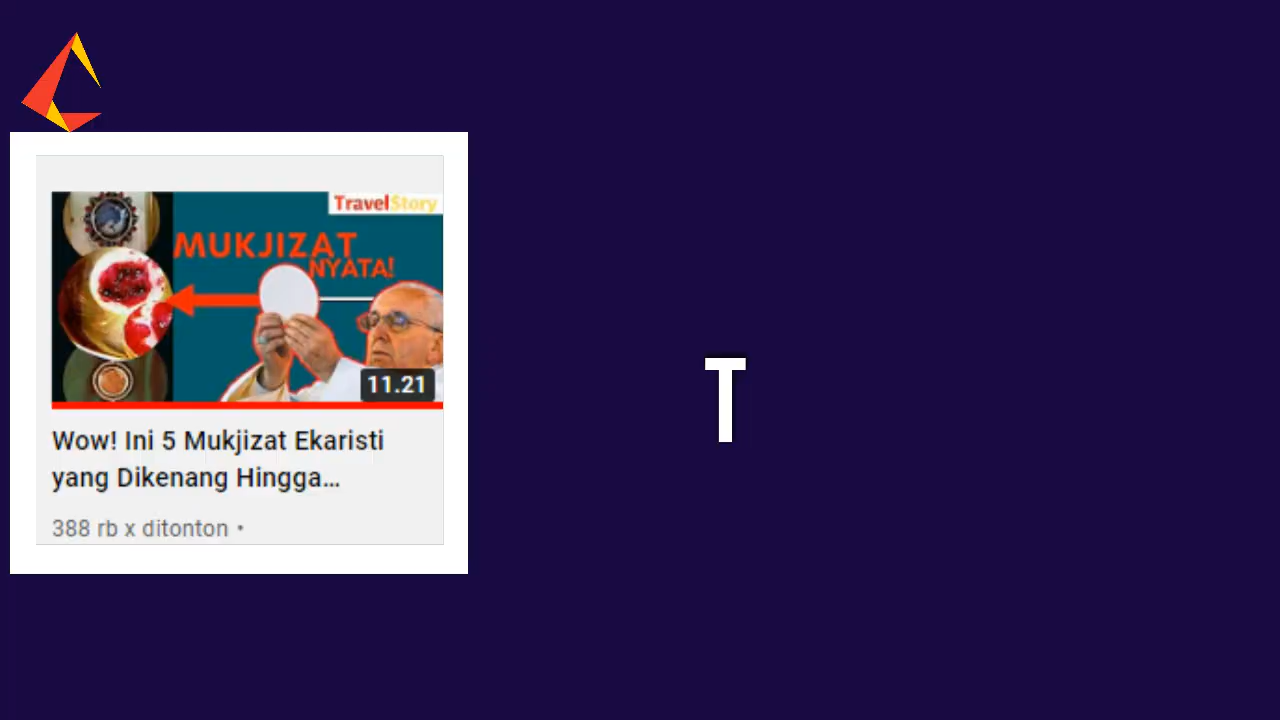 TravelStory
MUKJIZAT
NYATA!
11.21
Wow! Ini 5 Mukjizat Ekaristi
yang Dikenang Hingga...
388 rb x ditonton •
T